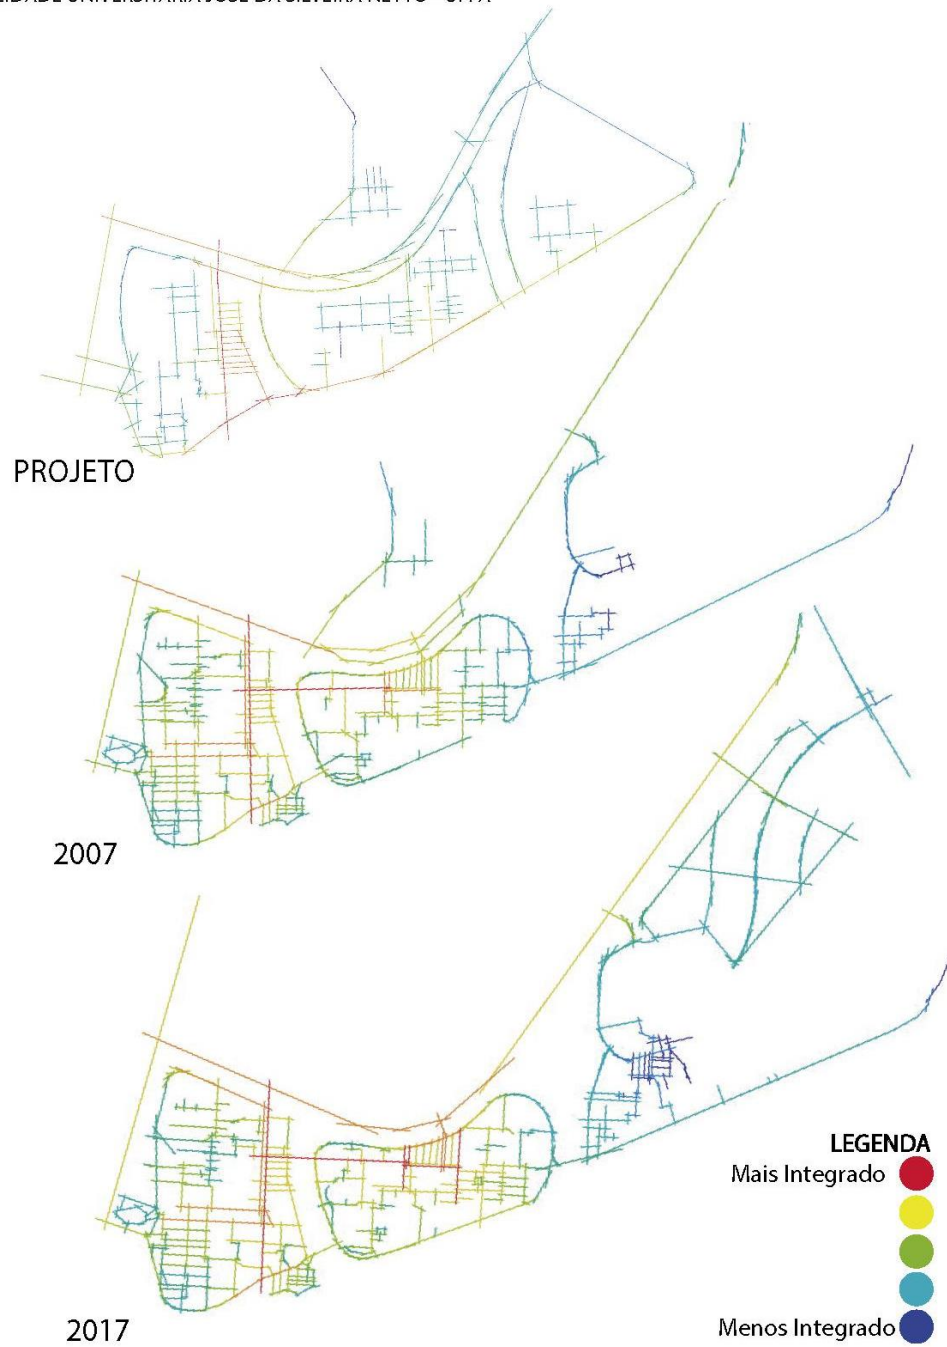 PROJETO
2007
2017
LEGENDA
Mais Integrado
Menos Integrado